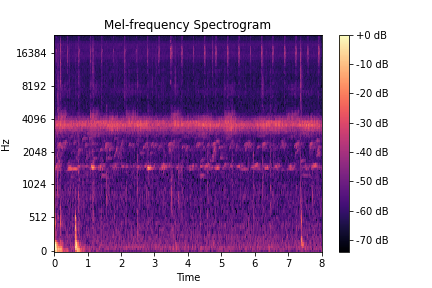 Mel-frequency Spectrogram
+0 dB
16384
-10 dB
8192
-20 dB
4096
-30 dB
Hz
2048
-40 dB
1024
-50 dB
512
-60 dB
0
-70 dB
0 1 2 3 4 5 6 7 8
Time